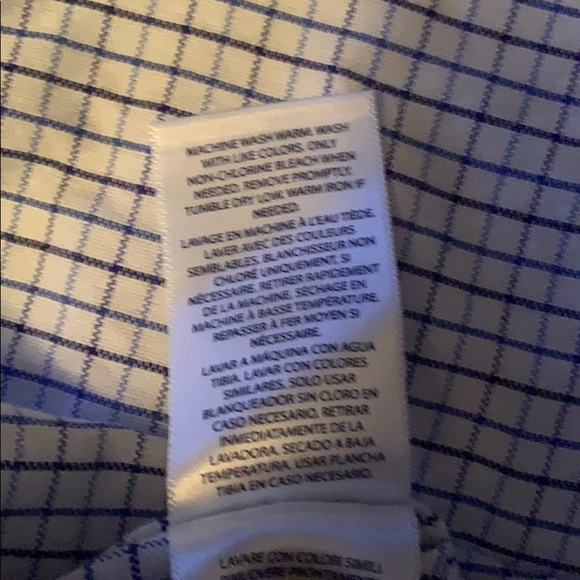 MACHINE WASH WARM, WASH
WITH LIKE COLORS, ONLY
NON-CHLORINE BLEACH WHEN
NEEDED. REMOVE PROMPTLY.
TUMBLE DRY LOW, WARM IRON IF
NEEDED.
LAVAGE EN MACHINE À L'EAU TIÈDE,
LAVER AVEC DES COULEURS
SEMBLABLES, BLANCHISSEUR NON
CHLORÉ UNIQUEMENT, SI
NÉCESSAIRE, RETIRER RAPIDEMENT
DE LA MACHINE, SÉCHAGE EN
MACHINE À BASSE TEMPÉRATURE,
REPASSER À FER MOYEN SI
NÉCESSAIRE.
LAVAR A MÁQUINA CON AGUA
TIBIA, LAVAR CON COLORES
SIMILARES, SOLO USAR
BLANQUEADOR SIN CLORO EN
CASO NECESARIO, RETIRAR
INMEDIATAMENTE DE LA
LAVADORA, SECADO A BAJA
TEMPERATURA, USAR PLANCHA
TIBIA EN CASO NECESARIO.
LAVARE CON COLORI SIMILI